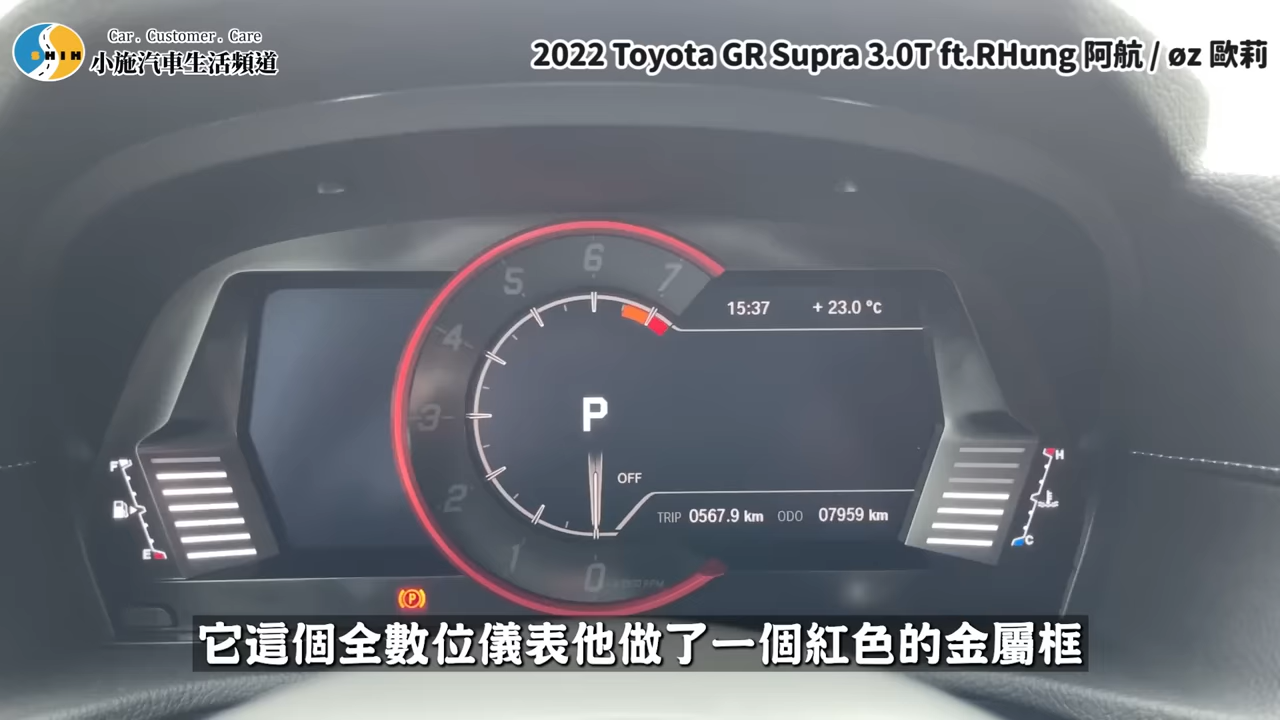 Car. Customer. Care
SHIH
小施汽車生活頻道
2022 Toyota GR Supra 3.0T ft.RHung 阿航 / øz 歐莉
6
5
7
4
3
2
1
0
15:37
+ 23.0 °C
P
OFF
TRIP 0567.9 km ODO 07959 km
F
E
H
C
P
它這個全數位儀表他做了一個紅色的金屬框